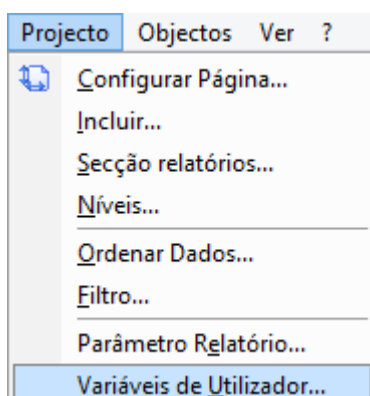 Projecto Objectos Ver ?
Configurar Página...
Incluir...
Secção relatórios...
Níveis...
Ordenar Dados...
Filtro...
Parâmetro Relatório...
Variáveis de Utilizador...